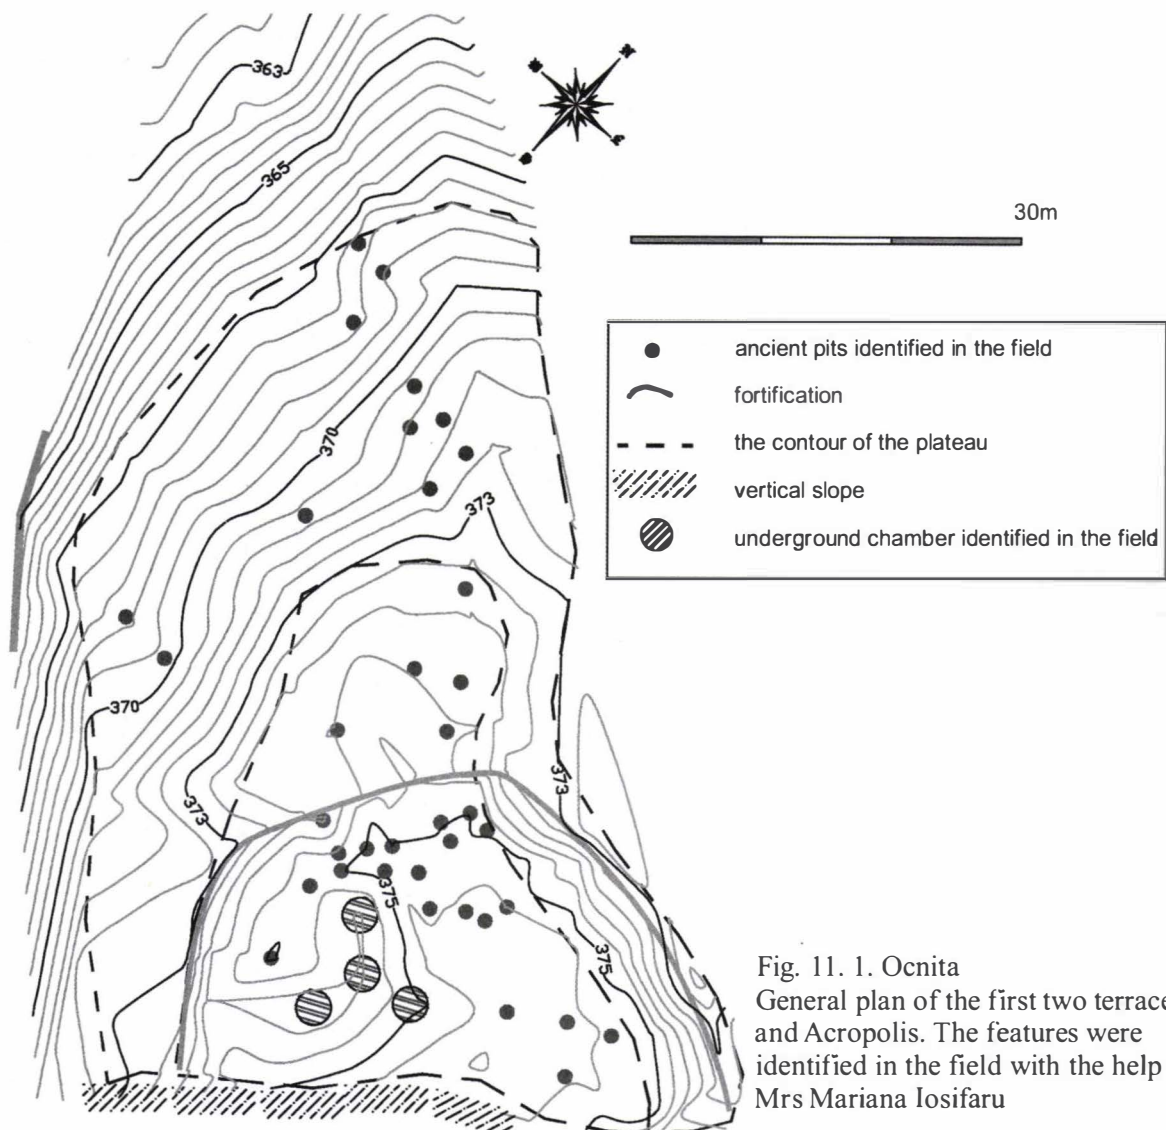 363
365
30m
ancient pits identified in the field
fortification
the contour of the plateau
vertical slope
underground chamber identified in the field
370
373
370
373
373
375
375
Fig. 11. 1. Ocnita
General plan of the first two terrace
and Acropolis. The features were
identified in the field with the help
Mrs Mariana Iosifaru